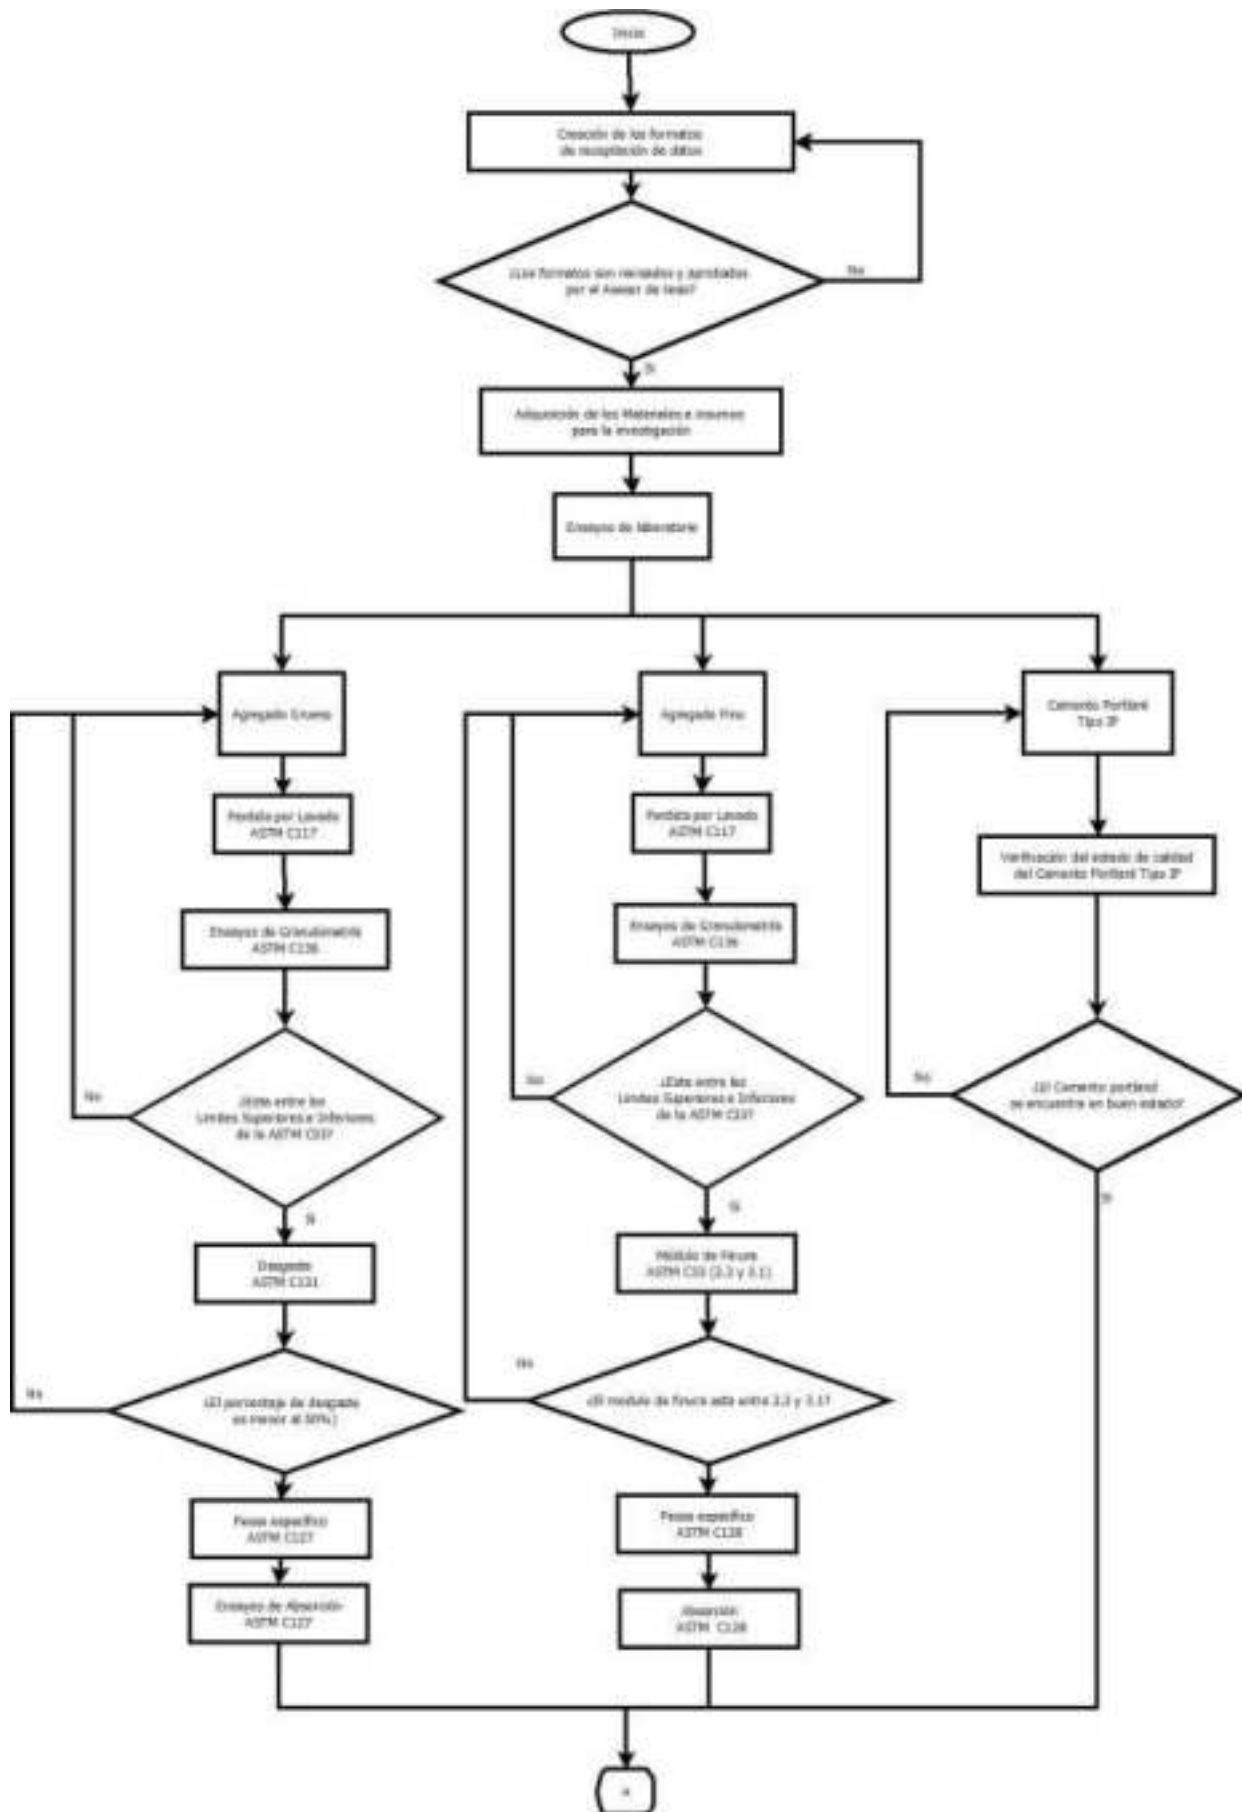 Inicio
Creación de los formatos
de recopilación de datos
¿Los formatos son revisados y aprobados
por el Asesor de tesis?
No
Si
Adquisición de los Materiales e insumos
para la investigación
Ensayos de laboratorio
Agregado Grueso
Perdida por Lavado
ASTM C117
Ensayos de Granulometría
ASTM C136
¿Esta entre los
Limites Superiores e Inferiores
de la ASTM C33?
No
Si
Desgaste
ASTM C131
¿El porcentaje de desgaste
es menor al 50%?
No
Pesos específico
ASTM C127
Ensayos de Absorción
ASTM C127
Agregado Fino
Perdida por Lavado
ASTM C117
Ensayos de Granulometría
ASTM C136
¿Esta entre los
Limites Superiores e Inferiores
de la ASTM C33?
No
Si
Módulo de Finura
ASTM C33 (2.3 y 3.1)
¿El modulo de finura está entre 2.3 y 3.1?
No
Pesos específico
ASTM C128
Absorción
ASTM C128
Cemento Portland
Tipo IP
Verificación del estado de calidad
del Cemento Portland Tipo IP
¿El Cemento portland
se encuentra en buen estado?
No
Si